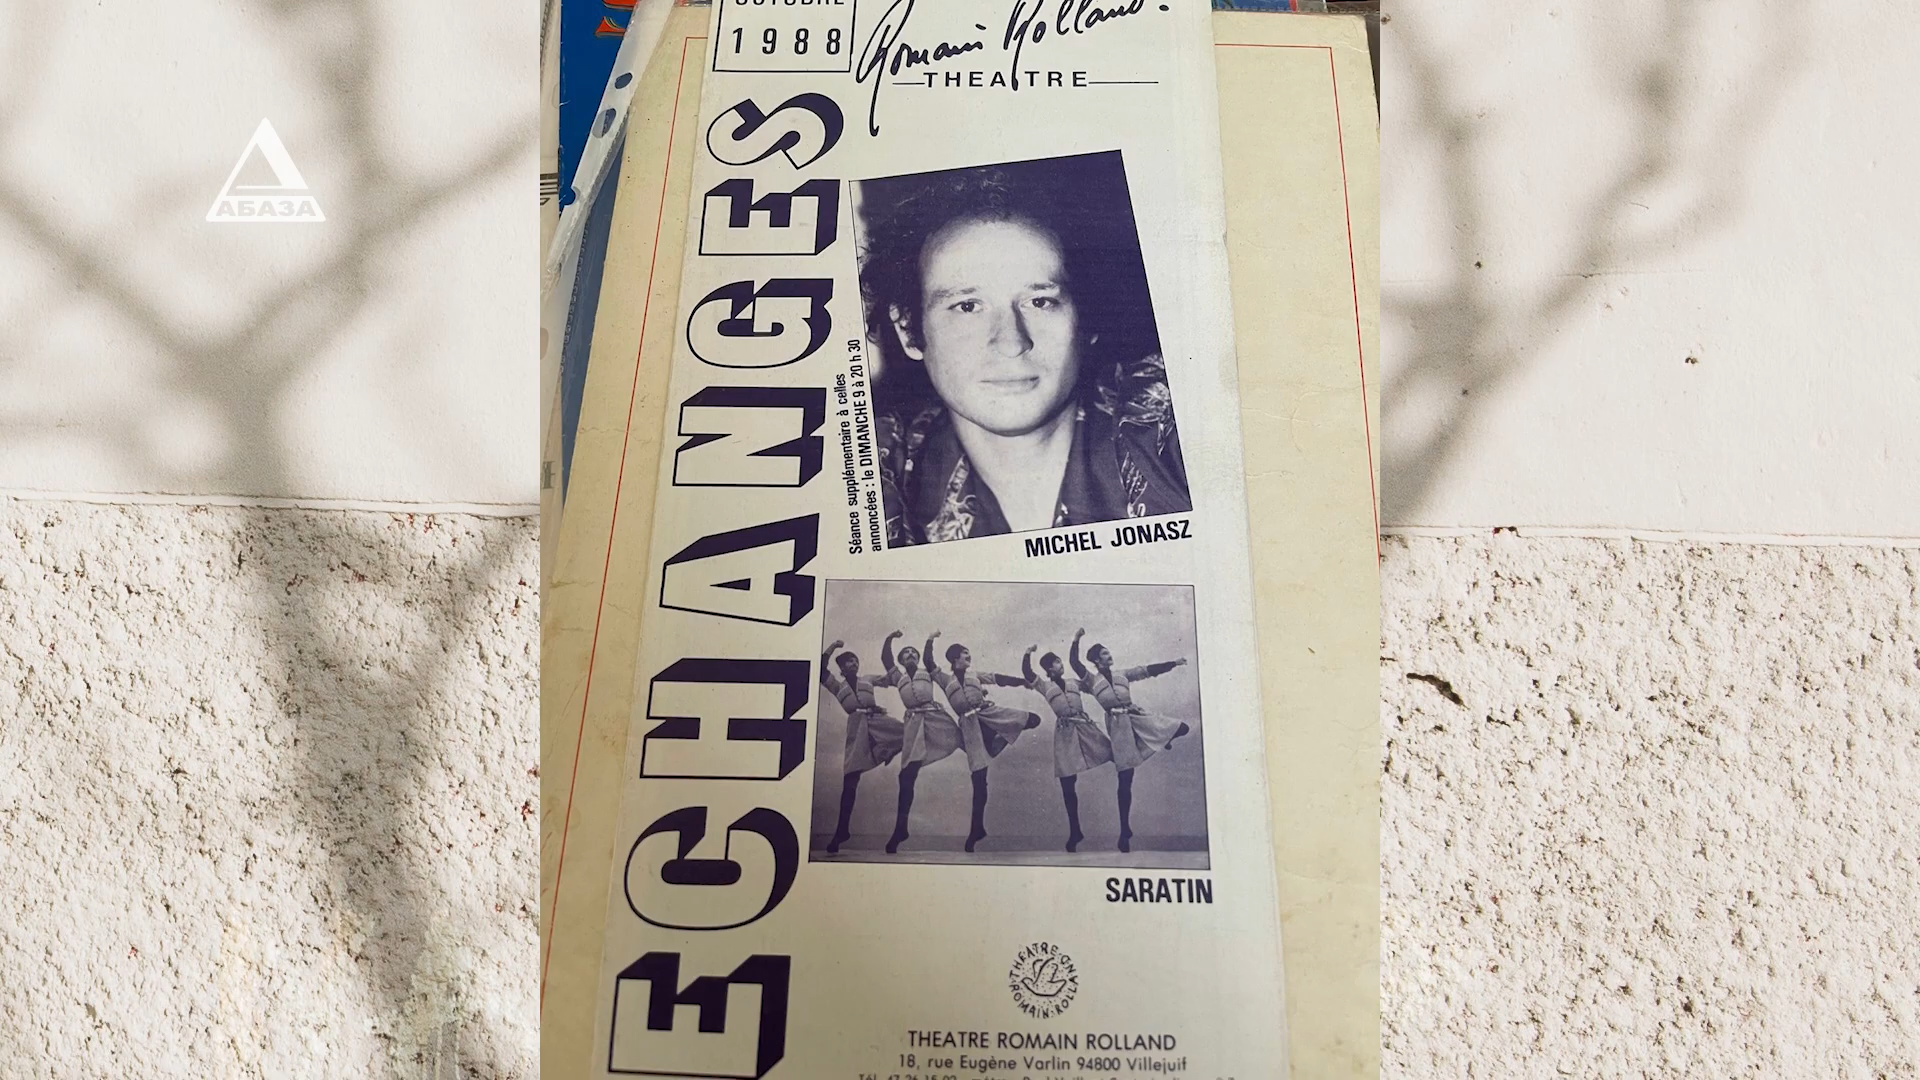 АБАЗА
OCTOBRE
1988
Romain Rolland
THEATRE
ECHANGES
Séance supplémentaire à celles
annoncées : le DIMANCHE 9 à 20 h 30
MICHEL JONASZ
SARATIN
THEATRE ROMAIN ROLLAND
18, rue Eugène Varlin 94800 Villejuif